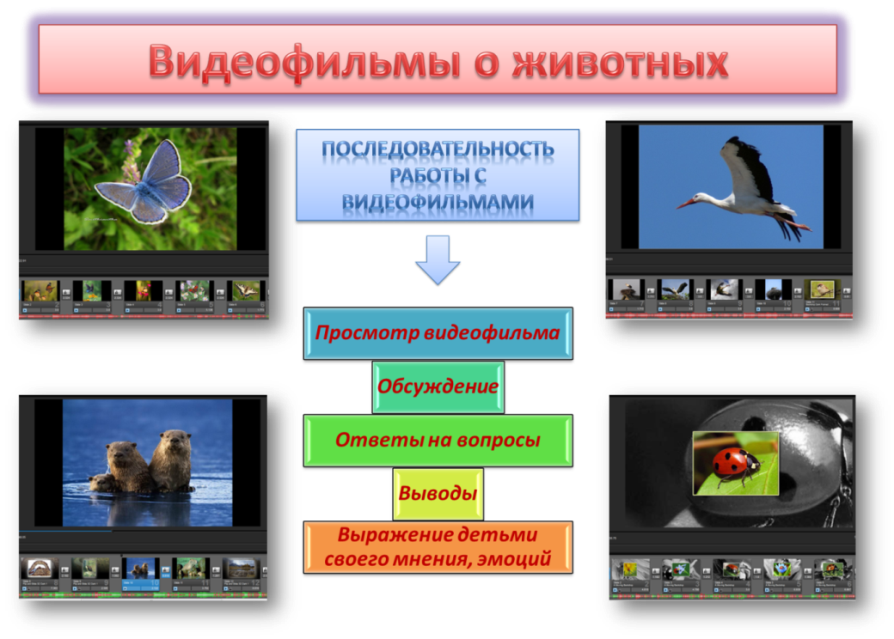 Видеофильмы о животных
ПОСЛЕДОВАТЕЛЬНОСТЬ
РАБОТЫ С
ВИДЕОФИЛЬМАМИ
Просмотр видеофильма
Обсуждение
Ответы на вопросы
Выводы
Выражение детьми
своего мнения, эмоций